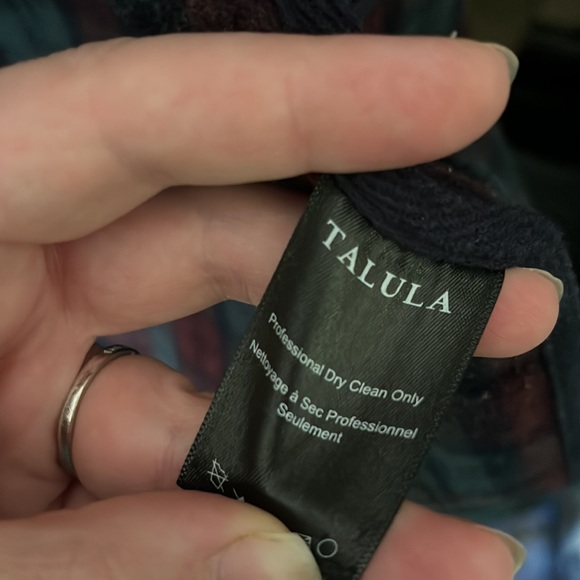 TALULA
Professional Dry Clean Only
Nettoyage à Sec Professionnel
Seulement